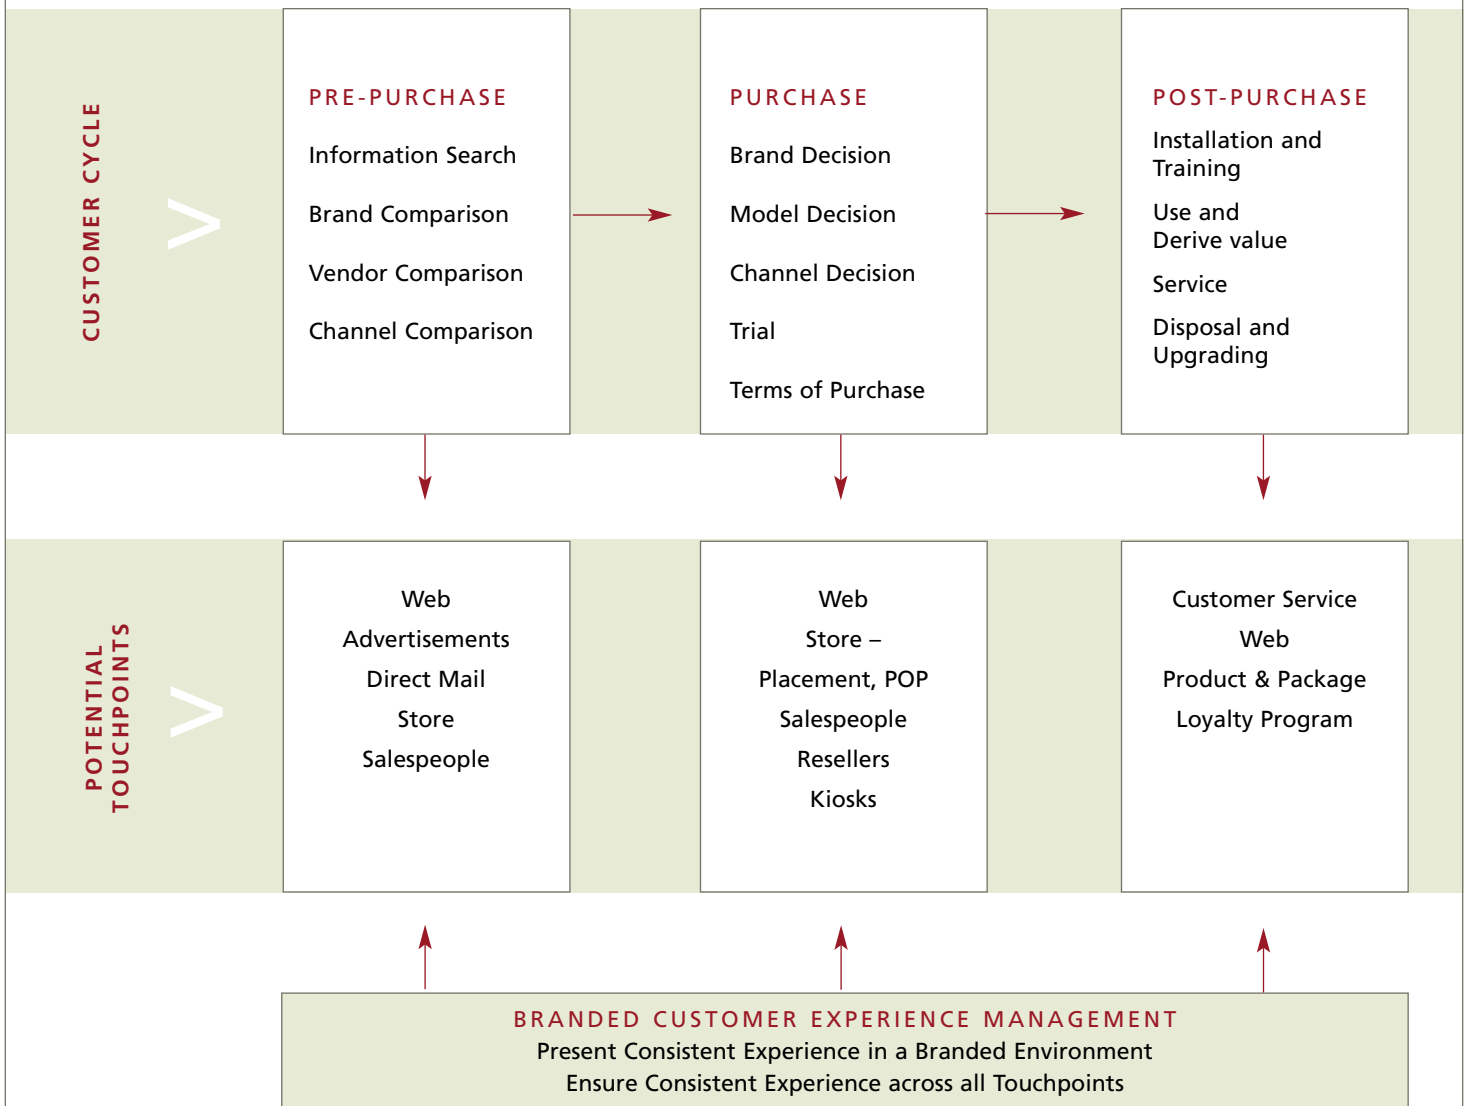 CUSTOMER CYCLE
>
PRE-PURCHASE
Information Search
Brand Comparison
Vendor Comparison
Channel Comparison
PURCHASE
Brand Decision
Model Decision
Channel Decision
Trial
Terms of Purchase
POST-PURCHASE
Installation and
Training
Use and
Derive value
Service
Disposal and
Upgrading
POTENTIAL
TOUCHPOINTS
>
Web
Advertisements
Direct Mail
Store
Salespeople
Web
Store –
Placement, POP
Salespeople
Resellers
Kiosks
Customer Service
Web
Product & Package
Loyalty Program
BRANDED CUSTOMER EXPERIENCE MANAGEMENT
Present Consistent Experience in a Branded Environment
Ensure Consistent Experience across all Touchpoints